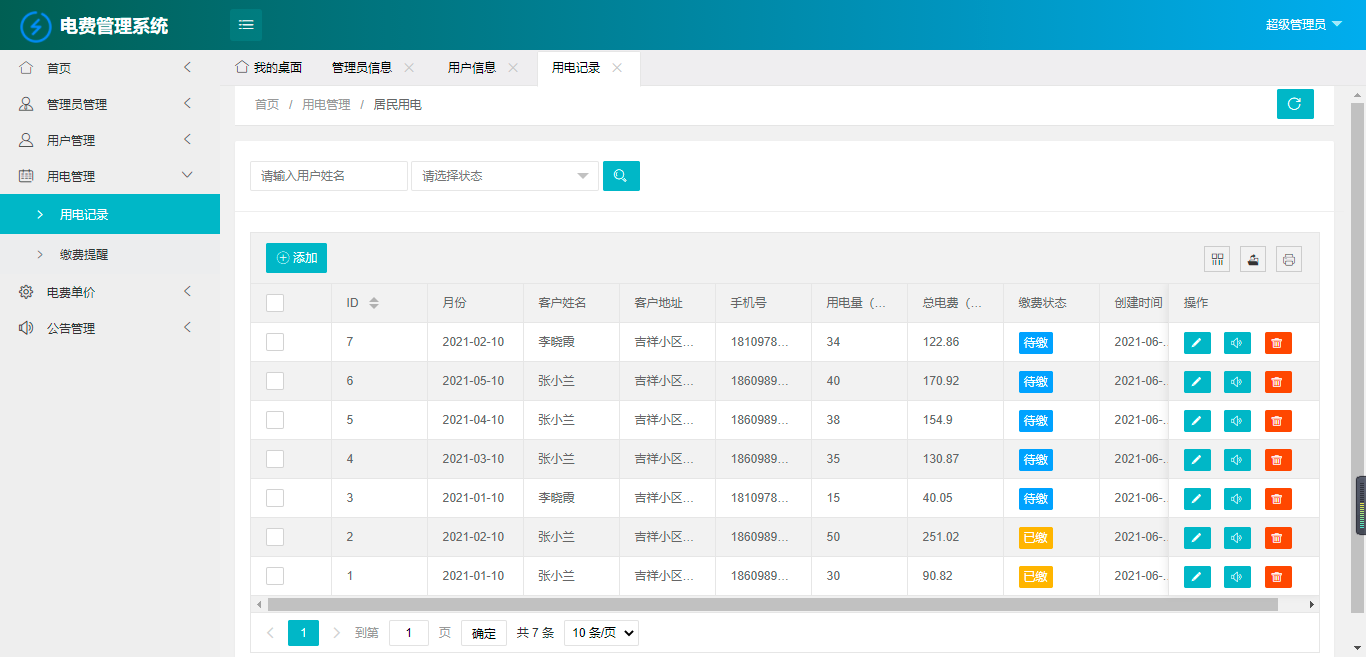 电费管理系统
超级管理员
首页
管理员管理
用户管理
用电管理
用电记录
缴费提醒
电费单价
公告管理
我的桌面 管理员信息 用户信息 用电记录
首页 / 用电管理 / 居民用电
请输入用户姓名 请选择状态
添加
ID 月份 客户姓名 客户地址 手机号 用电量（... 总电费（... 缴费状态 创建时间 操作
7 2021-02-10 李晓霞 吉祥小区... 1810978... 34 122.86 待缴 2021-06-...
6 2021-05-10 张小兰 吉祥小区... 1860989... 40 170.92 待缴 2021-06-...
5 2021-04-10 张小兰 吉祥小区... 1860989... 38 154.9 待缴 2021-06-...
4 2021-03-10 张小兰 吉祥小区... 1860989... 35 130.87 待缴 2021-06-...
3 2021-01-10 李晓霞 吉祥小区... 1810978... 15 40.05 待缴 2021-06-...
2 2021-02-10 张小兰 吉祥小区... 1860989... 50 251.02 已缴 2021-06-...
1 2021-01-10 张小兰 吉祥小区... 1860989... 30 90.82 已缴 2021-06-...
1 到第 1 页 确定 共 7 条 10 条/页